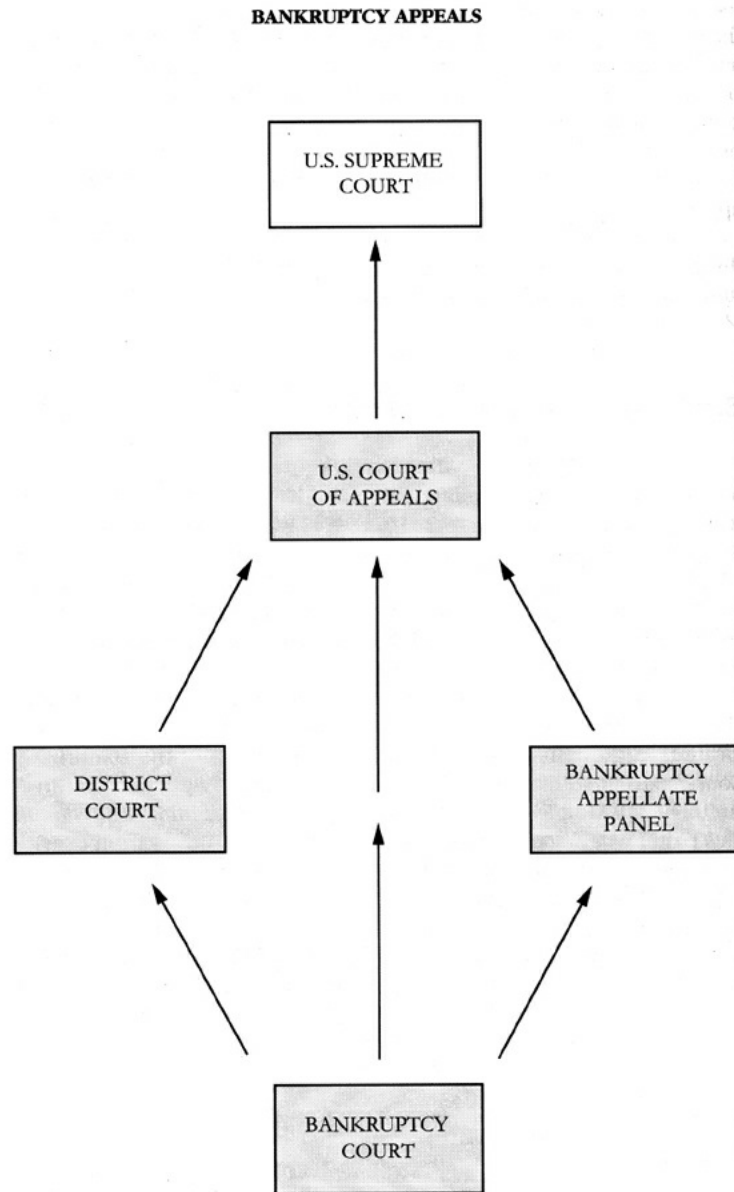 BANKRUPTCY APPEALS
U.S. SUPREME
COURT
U.S. COURT
OF APPEALS
DISTRICT
COURT
BANKRUPTCY
APPELLATE
PANEL
BANKRUPTCY
COURT